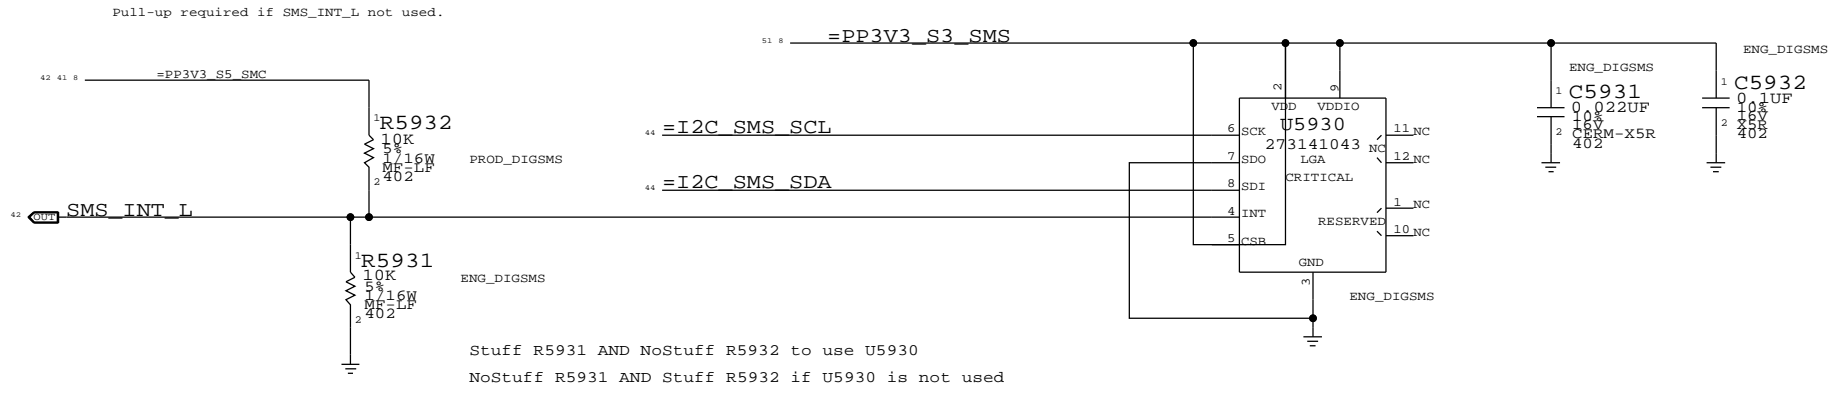 Pull-up required if SMS_INT_L not used.
51 8
=PP3V3_S3_SMS
42 41 8
=PP3V3_S5_SMC
1
R5932
10K
5%
1/16W
MF-LF
402
2
PROD_DIGSMS
42
OUT
SMS_INT_L
1
R5931
10K
5%
1/16W
MF-LF
402
2
ENG_DIGSMS
44
=I2C_SMS_SCL
44
=I2C_SMS_SDA
2
9
VDD
VDDIO
U5930
273141043
LGA
CRITICAL
6 SCK
7 SDO
8 SDI
4 INT
5 CSB
NC
11 NC
12 NC
RESERVED
1 NC
10 NC
GND
3
ENG_DIGSMS
ENG_DIGSMS
1
C5931
0.022UF
10%
16V
CERM-X5R
402
2
ENG_DIGSMS
1
C5932
0.1UF
10%
16V
X5R
402
2
Stuff R5931 AND NoStuff R5932 to use U5930
NoStuff R5931 AND Stuff R5932 if U5930 is not used